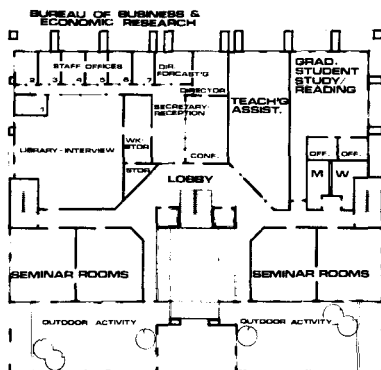 BUREAU OF BUSINESS &
ECONOMIC RESEARCH
STAFF OFFICES
2 3 4 5 6 7
DIR.
FORCAST'G
DIRECTOR
GRAD.
STUDENT
STUDY/
READING
1
SECRETARY-
RECEPTION
TEACH'G
ASSIST.
LIBRARY - INTERVIEW
WK-
STOR
CONF.
OFF. OFF.
STOR
LOBBY
M W
SEMINAR ROOMS
SEMINAR ROOMS
OUTDOOR ACTIVITY
OUTDOOR ACTIVITY